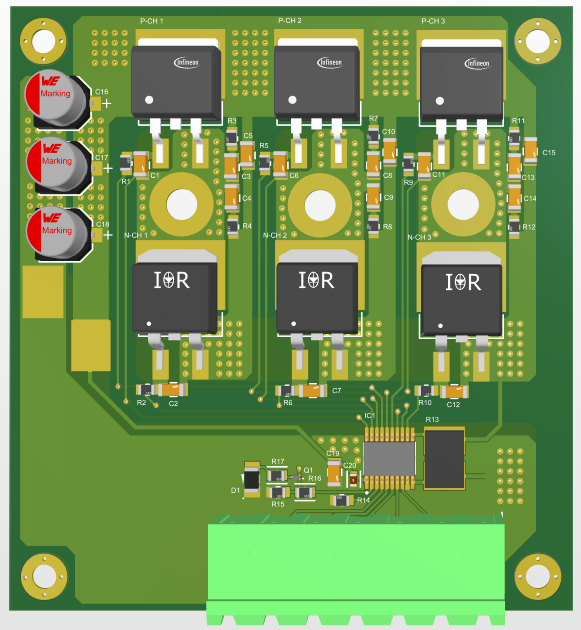 P-CH 1
P-CH 2
P-CH 3
infineon
infineon
infineon
WE
Marking
C16
+
WE
Marking
C17
+
WE
Marking
C18
+
R3
C5
R1
C1
C3
C4
R4
R7
C10
R5
C6
C8
C9
R8
R11
C15
R9
C11
C13
C14
R12
N-CH 1
N-CH 2
N-CH 3
IOR
IOR
IOR
R2
C2
R6
C7
R10
C12
IC1
R13
C19
C20
R17
Q1
R16
D1
R15
R14